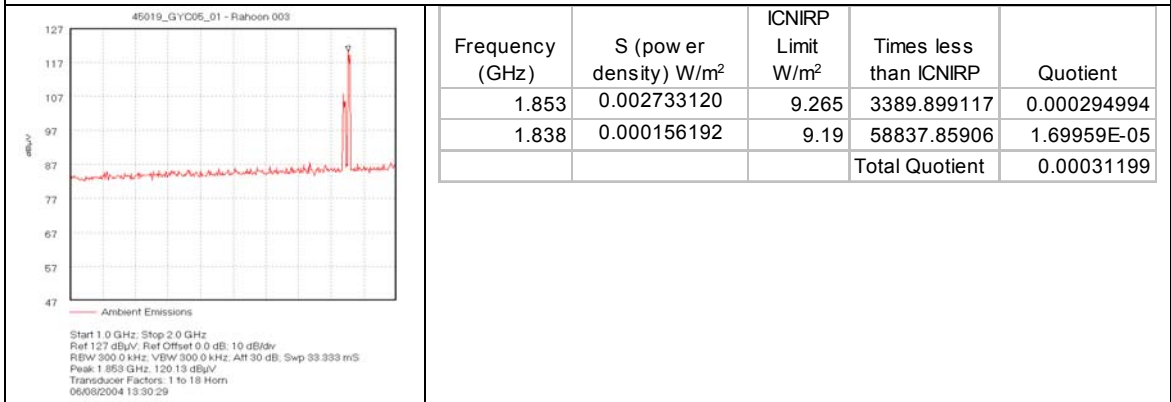 45019_GYC05_01 - Rahoon 003
127
117
107
97
87
77
67
57
47
dBµV
Ambient Emissions
Start 1.0 GHz; Stop 2.0 GHz
Ref 127 dBµV; Ref Offset 0.0 dB; 10 dB/div
RBW 300.0 kHz; VBW 300.0 kHz; Att 30 dB; Swp 33.333 mS
Peak 1.853 GHz, 120.13 dBµV
Transducer Factors: 1 to 18 Horn
06/08/2004 13:30:29
Frequency (GHz) S (pow er density) W/m² ICNIRP Limit W/m² Times less than ICNIRP Quotient
1.853 0.002733120 9.265 3389.899117 0.000294994
1.838 0.000156192 9.19 58837.85906 1.69959E-05
Total Quotient 0.00031199